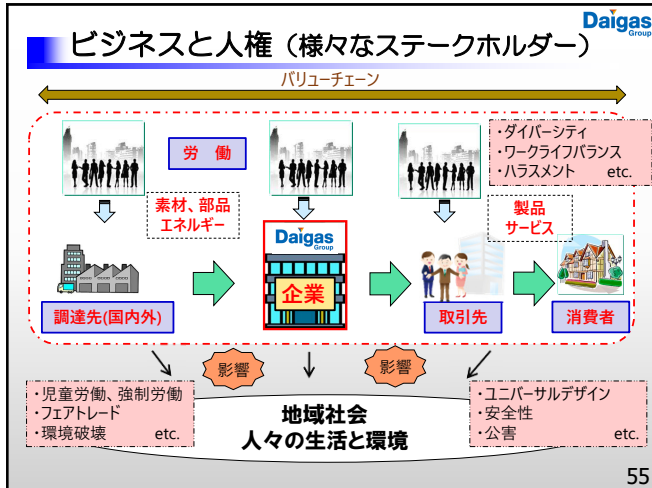 Daigas
Group
ビジネスと人権（様々なステークホルダー）
バリューチェーン
労 働
・ダイバーシティ
・ワークライフバランス
・ハラスメント etc.
素材、部品
エネルギー
製品
サービス
Daigas
Group
企業
調達先(国内外)
取引先
消費者
影響
影響
・児童労働、強制労働
・フェアトレード
・環境破壊 etc.
地域社会
人々の生活と環境
・ユニバーサルデザイン
・安全性
・公害 etc.
55